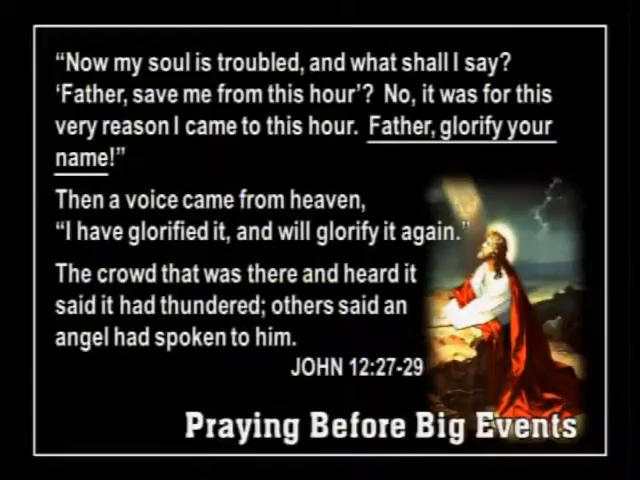 “Now my soul is troubled, and what shall I say?
‘Father, save me from this hour’? No, it was for this
very reason I came to this hour. Father, glorify your
name!”
Then a voice came from heaven,
“I have glorified it, and will glorify it again.”
The crowd that was there and heard it
said it had thundered; others said an
angel had spoken to him.
JOHN 12:27-29
Praying Before Big Events